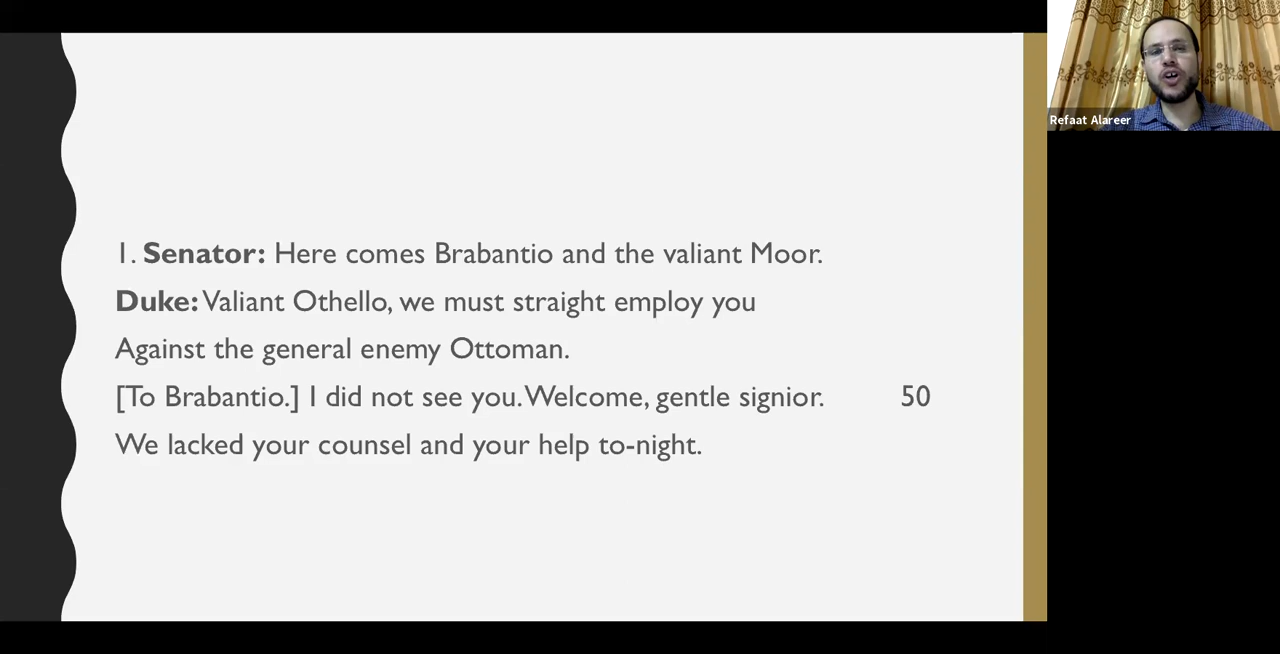 1. Senator: Here comes Brabantio and the valiant Moor.
Duke: Valiant Othello, we must straight employ you
Against the general enemy Ottoman.
[To Brabantio.] I did not see you. Welcome, gentle signior. 50
We lacked your counsel and your help to-night.
Refaat Alareer